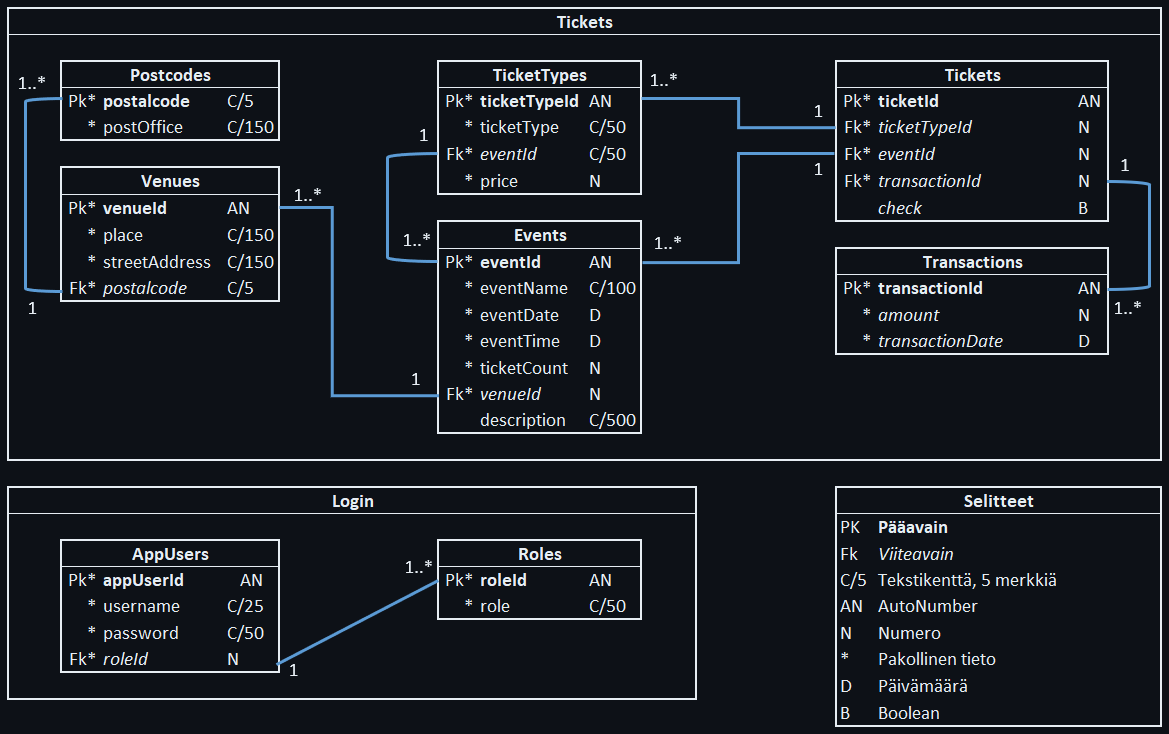 Tickets
Postcodes
Pk* postalcode C/5
* postOffice C/150
1..*
1
Venues
Pk* venueId AN
* place C/150
* streetAddress C/150
Fk* postalcode C/5
1..*
1
TicketTypes
Pk* ticketTypeId AN
* ticketType C/50
Fk* eventId C/50
* price N
1..*
1
1
1..*
Events
Pk* eventId AN
* eventName C/100
* eventDate D
* eventTime D
* ticketCount N
Fk* venueId N
description C/500
1..*
1
Tickets
Pk* ticketId AN
Fk* ticketTypeId N
Fk* eventId N
Fk* transactionId N
check B
1
1..*
Transactions
Pk* transactionId AN
* amount N
* transactionDate D
Login
AppUsers
Pk* appUserId AN
* username C/25
* password C/50
Fk* roleId N
1
1..*
Roles
Pk* roleId AN
* role C/50
Selitteet
PK Pääavain
Fk Viiteavain
C/5 Tekstikenttä, 5 merkkiä
AN AutoNumber
N Numero
* Pakollinen tieto
D Päivämäärä
B Boolean